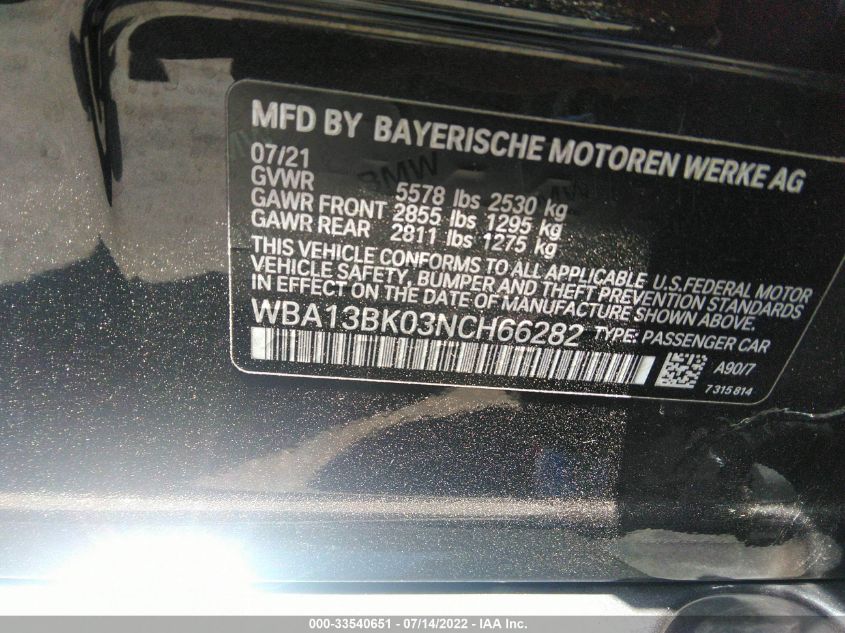 MFD BY BAYERISCHE MOTOREN WERKE AG
07/21
GVWR 5578 lbs 2530 kg
GAWR FRONT 2855 lbs 1295 kg
GAWR REAR 2811 lbs 1275 kg
THIS VEHICLE CONFORMS TO ALL APPLICABLE U.S. FEDERAL MOTOR
VEHICLE SAFETY, BUMPER AND THEFT PREVENTION STANDARDS
IN EFFECT ON THE DATE OF MANUFACTURE SHOWN ABOVE.
WBA13BK03NCH66282 TYPE: PASSENGER CAR
A90/7
7 315 814
000-33540651 / 07/14/2022 - IAA Inc.